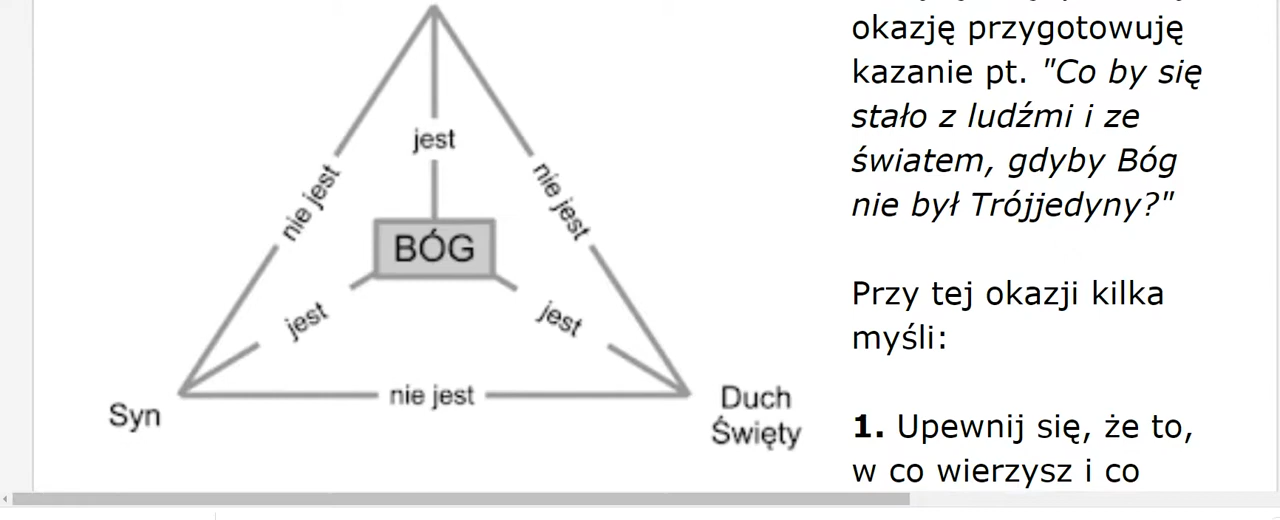 jest
nie jest
nie jest
BÓG
jest
jest
nie jest
Syn
Duch
Święty
okazję przygotowuję
kazanie pt. "Co by się
stało z ludźmi i ze
światem, gdyby Bóg
nie był Trójjedyny?"
Przy tej okazji kilka
myśli:
1. Upewnij się, że to,
w co wierzysz i co